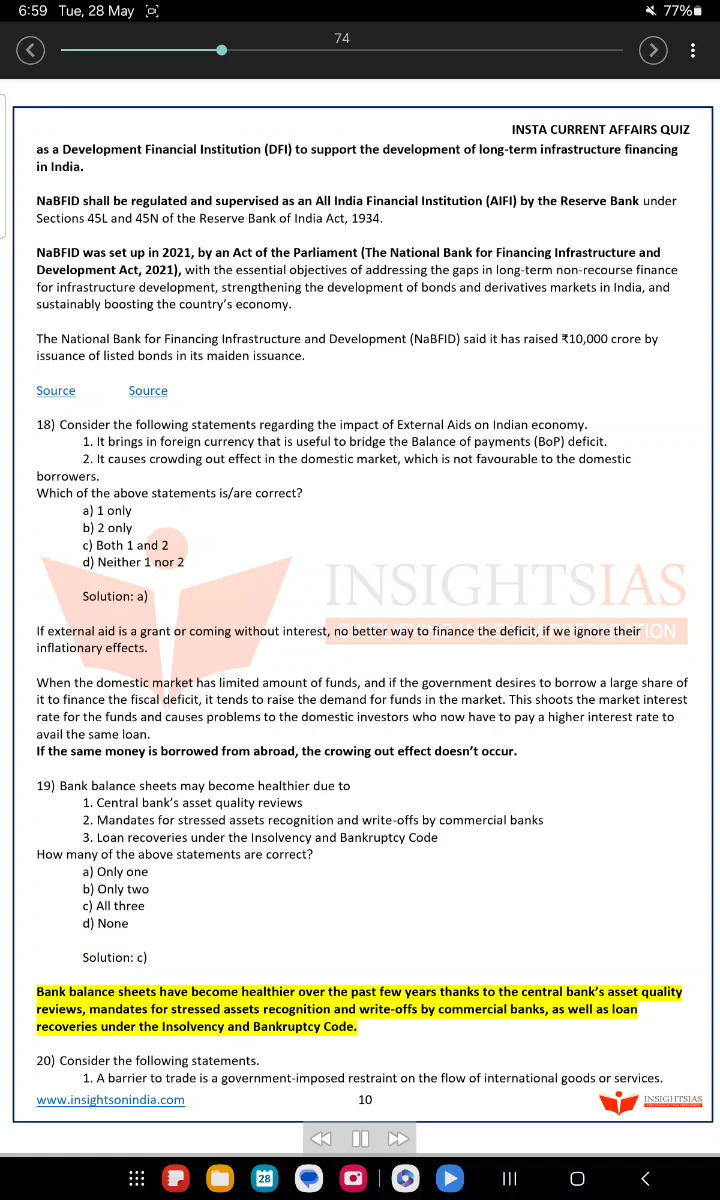 6:59 Tue, 28 May
77%
74
INSTA CURRENT AFFAIRS QUIZ
as a Development Financial Institution (DFI) to support the development of long-term infrastructure financing
in India.
NaBFID shall be regulated and supervised as an All India Financial Institution (AIFI) by the Reserve Bank under
Sections 45L and 45N of the Reserve Bank of India Act, 1934.
NaBFID was set up in 2021, by an Act of the Parliament (The National Bank for Financing Infrastructure and
Development Act, 2021), with the essential objectives of addressing the gaps in long-term non-recourse finance
for infrastructure development, strengthening the development of bonds and derivatives markets in India, and
sustainably boosting the country's economy.
The National Bank for Financing Infrastructure and Development (NaBFID) said it has raised ₹10,000 crore by
issuance of listed bonds in its maiden issuance.
Source Source
18) Consider the following statements regarding the impact of External Aids on Indian economy.
1. It brings in foreign currency that is useful to bridge the Balance of payments (BoP) deficit.
2. It causes crowding out effect in the domestic market, which is not favourable to the domestic
borrowers.
Which of the above statements is/are correct?
a) 1 only
b) 2 only
c) Both 1 and 2
d) Neither 1 nor 2
INSIGHTSIAS
Solution: a)
If external aid is a grant or coming without interest, no better way to finance the deficit, if we ignore their
inflationary effects.
When the domestic market has limited amount of funds, and if the government desires to borrow a large share of
it to finance the fiscal deficit, it tends to raise the demand for funds in the market. This shoots the market interest
rate for the funds and causes problems to the domestic investors who now have to pay a higher interest rate to
avail the same loan.
If the same money is borrowed from abroad, the crowing out effect doesn't occur.
19) Bank balance sheets may become healthier due to
1. Central bank's asset quality reviews
2. Mandates for stressed assets recognition and write-offs by commercial banks
3. Loan recoveries under the Insolvency and Bankruptcy Code
How many of the above statements are correct?
a) Only one
b) Only two
c) All three
d) None
Solution: c)
Bank balance sheets have become healthier over the past few years thanks to the central bank's asset quality
reviews, mandates for stressed assets recognition and write-offs by commercial banks, as well as loan
recoveries under the Insolvency and Bankruptcy Code.
20) Consider the following statements.
1. A barrier to trade is a government-imposed restraint on the flow of international goods or services.
www.insightsonindia.com 10 INSIGHTSIAS
28